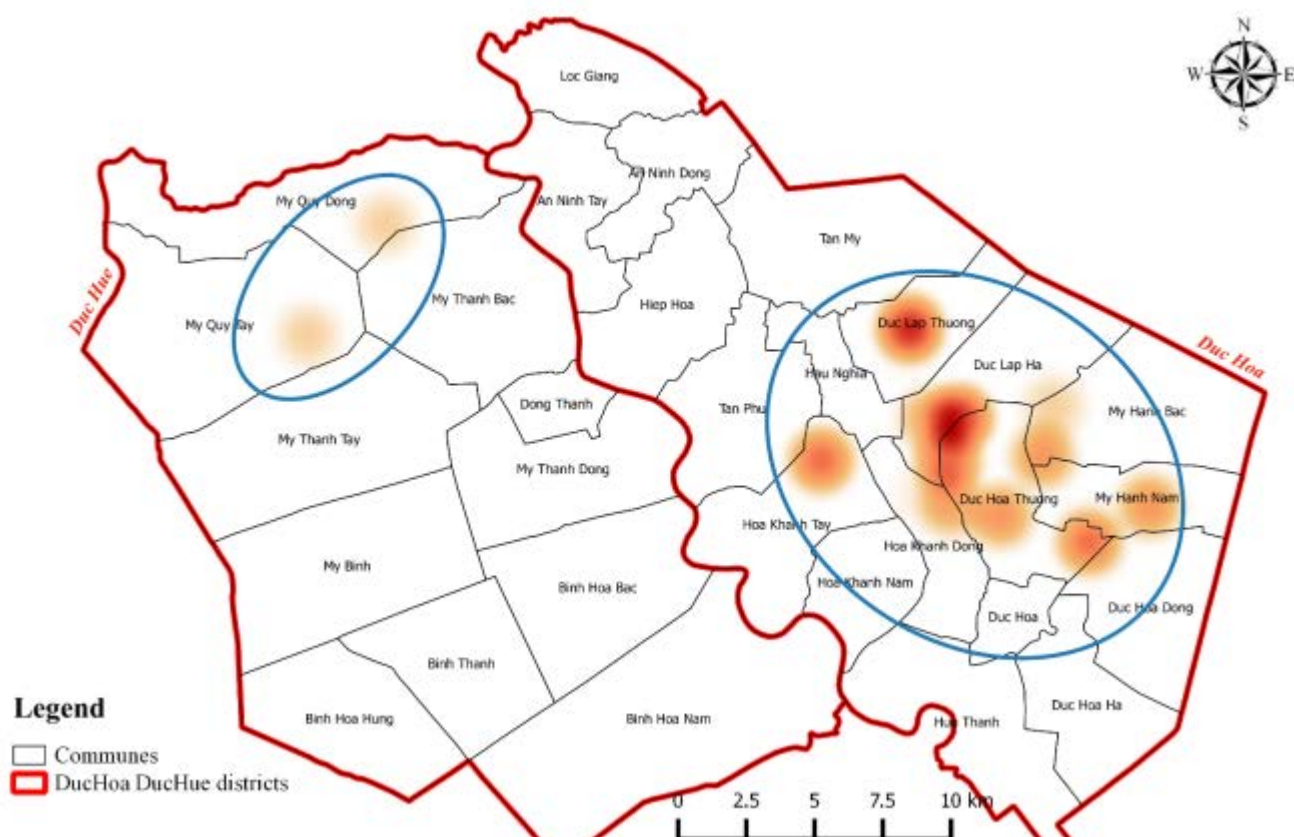 N
W
E
S
Loc Giang
An Ninh Dong
An Ninh Tay
My Quy Dong
Tan My
My Thanh Bac
Hiep Hoa
Duc Hue
My Quy Tay
Duc Lap Thuong
Duc Hoa
Duc Lap Ha
Hau Nghia
Dong Thanh
Tan Phu
My Hanh Bac
My Thanh Tay
My Thanh Dong
Duc Hoa Thuong
My Hanh Nam
Hoa Khanh Tay
Hoa Khanh Dong
My Binh
Binh Hoa Bac
Hoa Khanh Nam
Duc Hoa
Duc Hoa Dong
Binh Thanh
Binh Hoa Hung
Binh Hoa Nam
Huu Thanh
Duc Hoa Ha
Legend
Communes
DucHoa DucHue districts
0 2.5 5 7.5 10 km